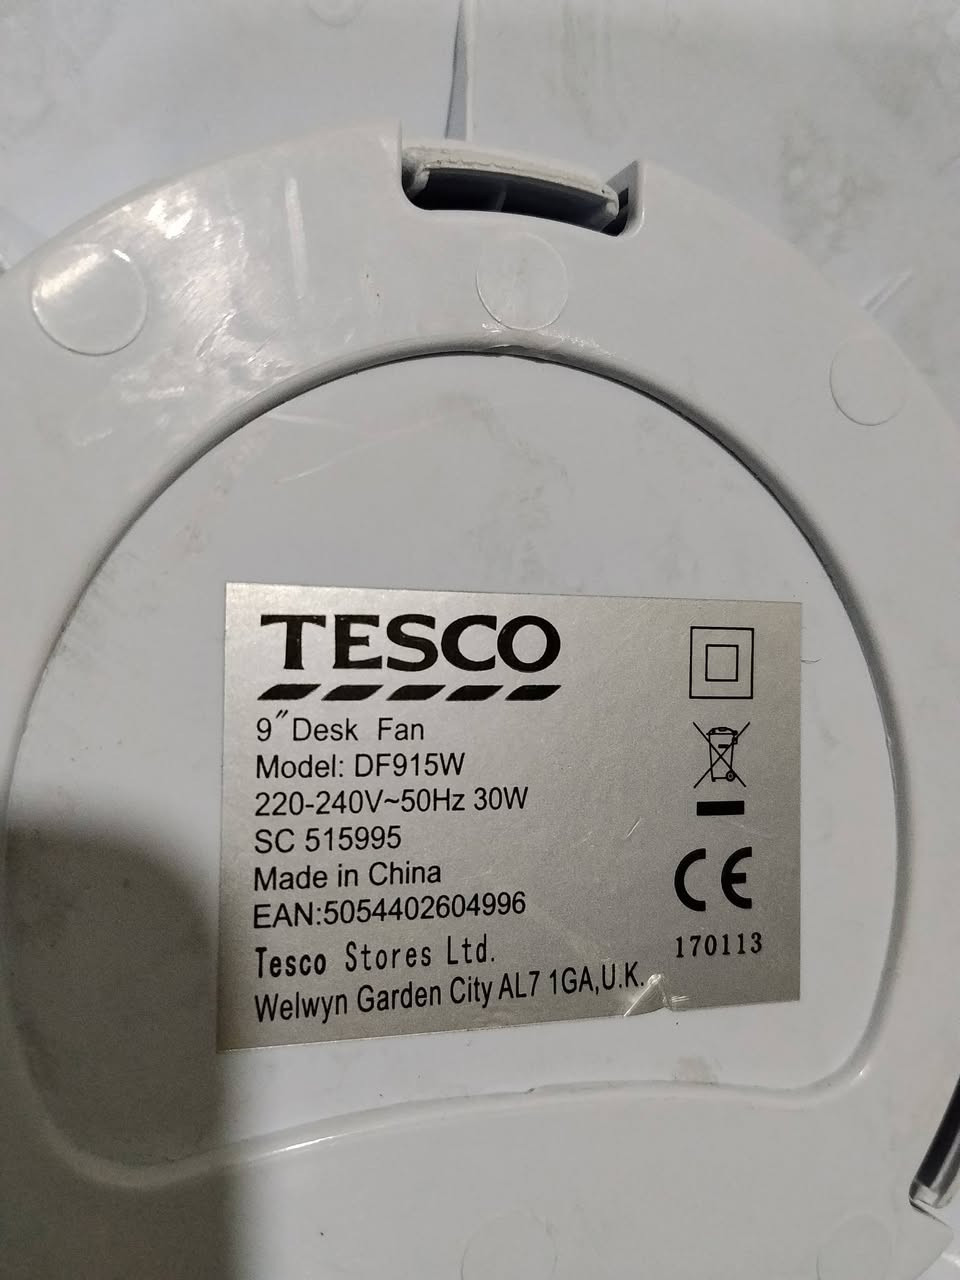 TESCO
9″ Desk Fan
Model: DF915W
220-240V~50Hz 30W
SC 515995
Made in China
EAN:5054402604996
Tesco Stores Ltd.
Welwyn Garden City AL7 1GA,U.K.
CE
170113